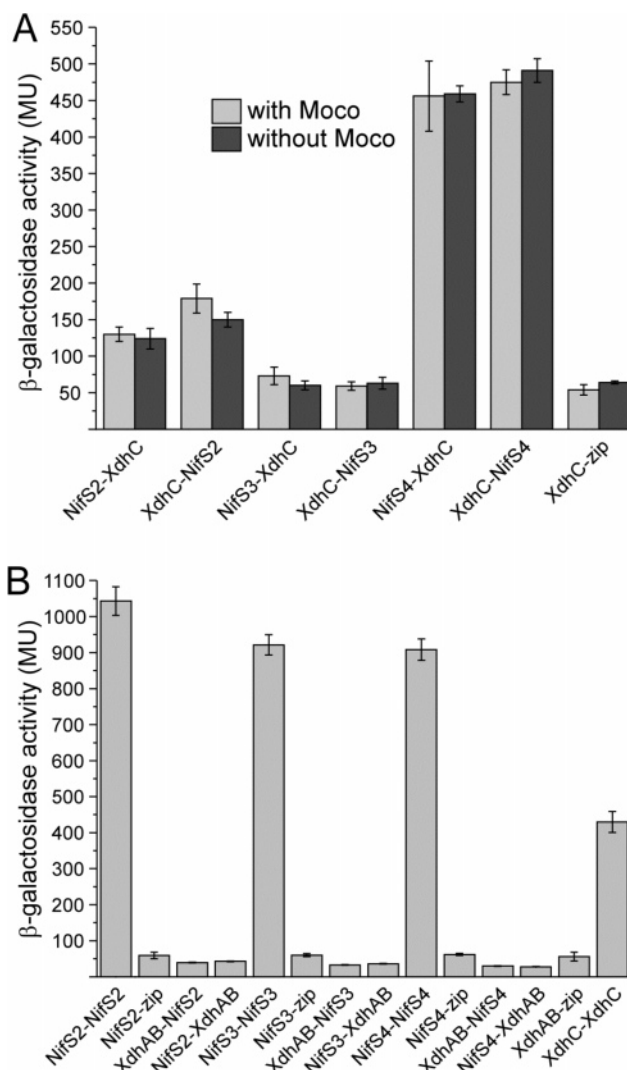 A
β-galactosidase activity (MU)
550
500
450
400
350
300
250
200
150
100
50
with Moco
without Moco
NifS2-XdhC
XdhC-NifS2
NifS3-XdhC
XdhC-NifS3
NifS4-XdhC
XdhC-NifS4
XdhC-zip
B
β-galactosidase activity (MU)
1100
1000
900
800
700
600
500
400
300
200
100
NifS2-NifS2
NifS2-zip
XdhAB-NifS2
NifS2-XdhAB
NifS3-NifS3
NifS3-zip
XdhAB-NifS3
NifS3-XdhAB
NifS4-NifS4
NifS4-zip
XdhAB-NifS4
NifS4-XdhAB
XdhAB-zip
XdhC-XdhC